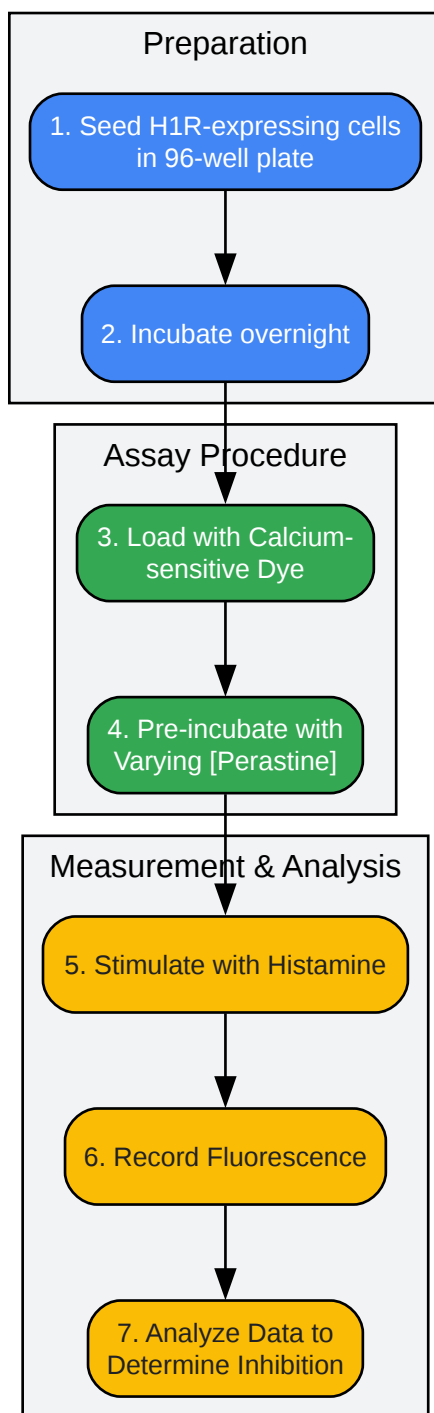 Preparation
1. Seed H1R-expressing cells
in 96-well plate
2. Incubate overnight
Assay Procedure
3. Load with Calcium-
sensitive Dye
4. Pre-incubate with
Varying [Perastine]
Measurement & Analysis
5. Stimulate with Histamine
6. Record Fluorescence
7. Analyze Data to
Determine Inhibition